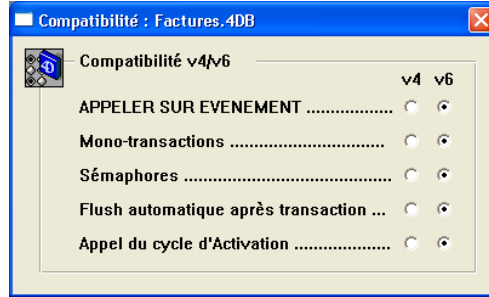 Compatibilité : Factures.4DB
4D
Compatibilité v4/v6
v4 v6
APPELER SUR EVENEMENT .................
Mono-transactions ...............................
Sémaphores .........................................
Flush automatique après transaction ...
Appel du cycle d'Activation ...................